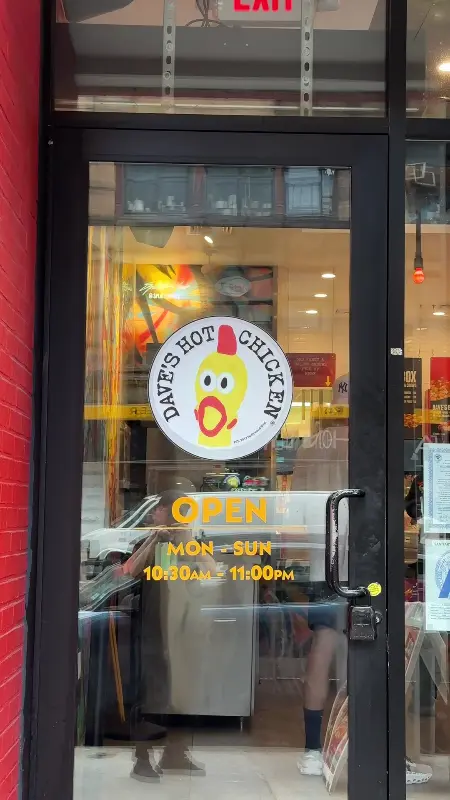 EXIT
DAVE'S HOT CHICKEN
OPEN
MON - SUN
10:30AM - 11:00PM